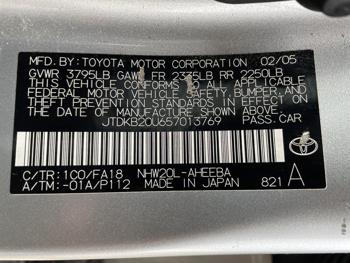 MFD. BY: TOYOTA MOTOR CORPORATION 02/05
GVWR 3795LB GAWR FR 2335LB RR 2250LB
THIS VEHICLE CONFORMS TO ALL APPLICABLE
FEDERAL MOTOR VEHICLE SAFETY, BUMPER, AND
THEFT PREVENTION STANDARDS IN EFFECT ON
THE DATE OF MANUFACTURE SHOWN ABOVE.
PASS.CAR
C/TR: 1C0/FA18 NHW20L-AHEEBA
A/TM: -01A/P112 MADE IN JAPAN 821 A